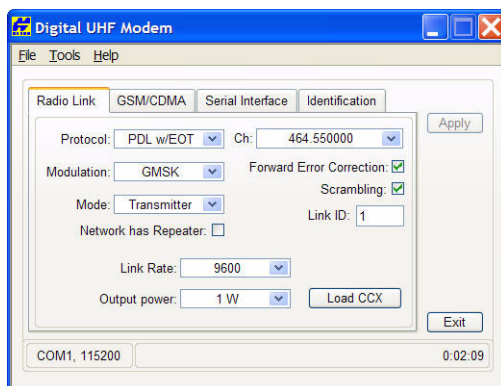 Digital UHF Modem
File Tools Help
Radio Link GSM/CDMA Serial Interface Identification
Apply
Protocol: PDL w/EOT Ch: 464.550000
Modulation: GMSK Forward Error Correction:
Scrambling:
Mode: Transmitter Link ID: 1
Network has Repeater:
Link Rate: 9600
Output power: 1 W Load CCX
Exit
COM1, 115200 0:02:09